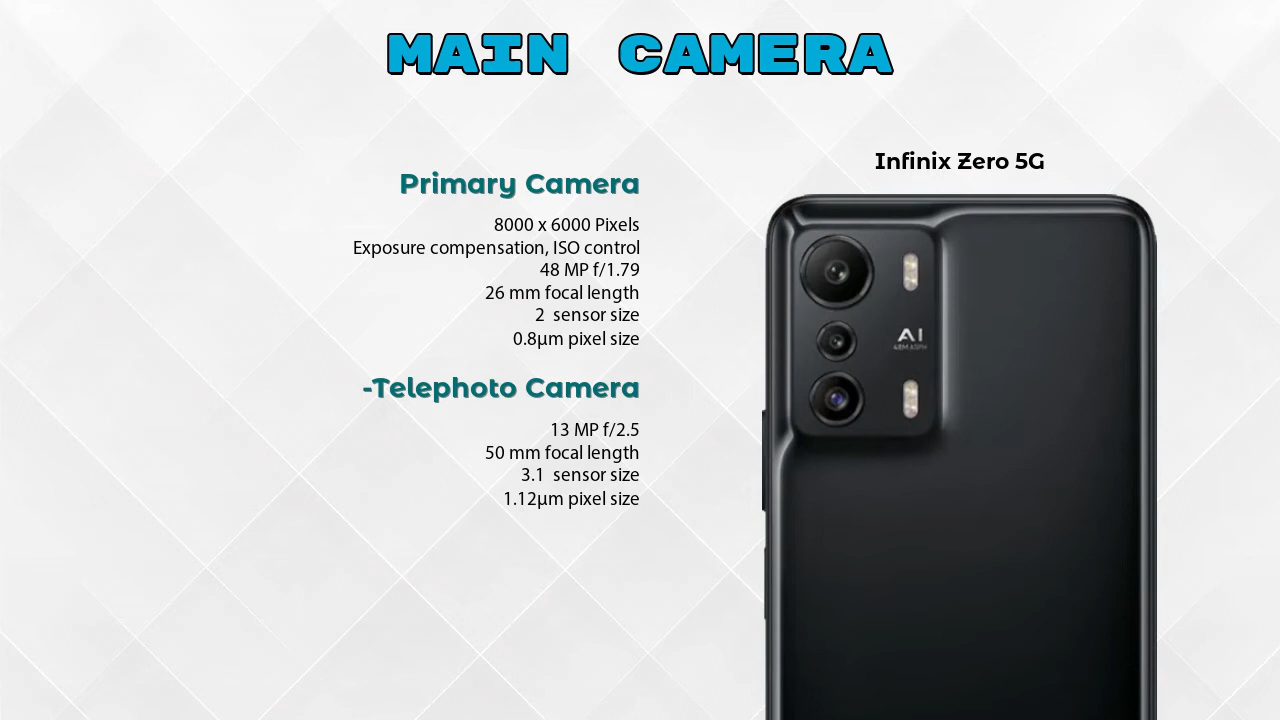 MAIN CAMERA
Primary Camera
8000 x 6000 Pixels
Exposure compensation, ISO control
48 MP f/1.79
26 mm focal length
2  sensor size
0.8µm pixel size
-Telephoto Camera
13 MP f/2.5
50 mm focal length
3.1  sensor size
1.12µm pixel size
Infinix Zero 5G
AI